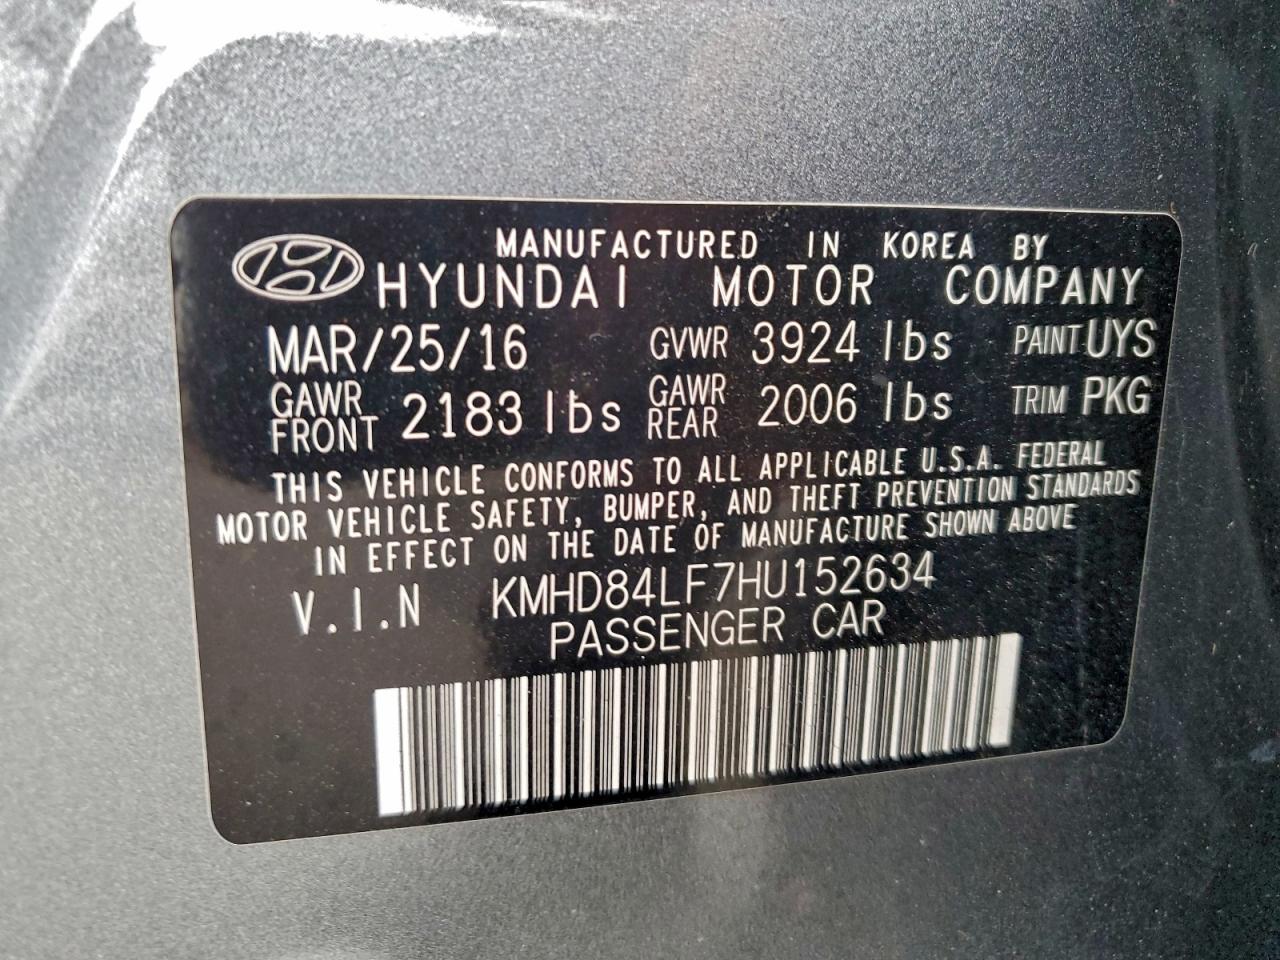 MANUFACTURED IN KOREA BY
HYUNDAI MOTOR COMPANY
MAR/25/16 GVWR 3924 lbs PAINT UYS
GAWR FRONT 2183 lbs GAWR REAR 2006 lbs TRIM PKG
THIS VEHICLE CONFORMS TO ALL APPLICABLE U.S.A. FEDERAL
MOTOR VEHICLE SAFETY, BUMPER, AND THEFT PREVENTION STANDARDS
IN EFFECT ON THE DATE OF MANUFACTURE SHOWN ABOVE
V.I.N KMHD84LF7HU152634
PASSENGER CAR